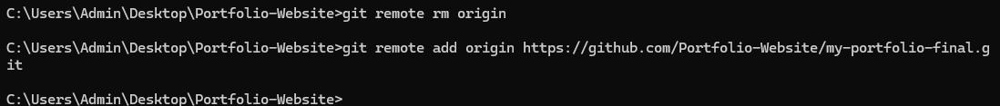 C:\Users\Admin\Desktop\Portfolio-Website>git remote rm origin
C:\Users\Admin\Desktop\Portfolio-Website>git remote add origin https://github.com/Portfolio-Website/my-portfolio-final.g
it
C:\Users\Admin\Desktop\Portfolio-Website>